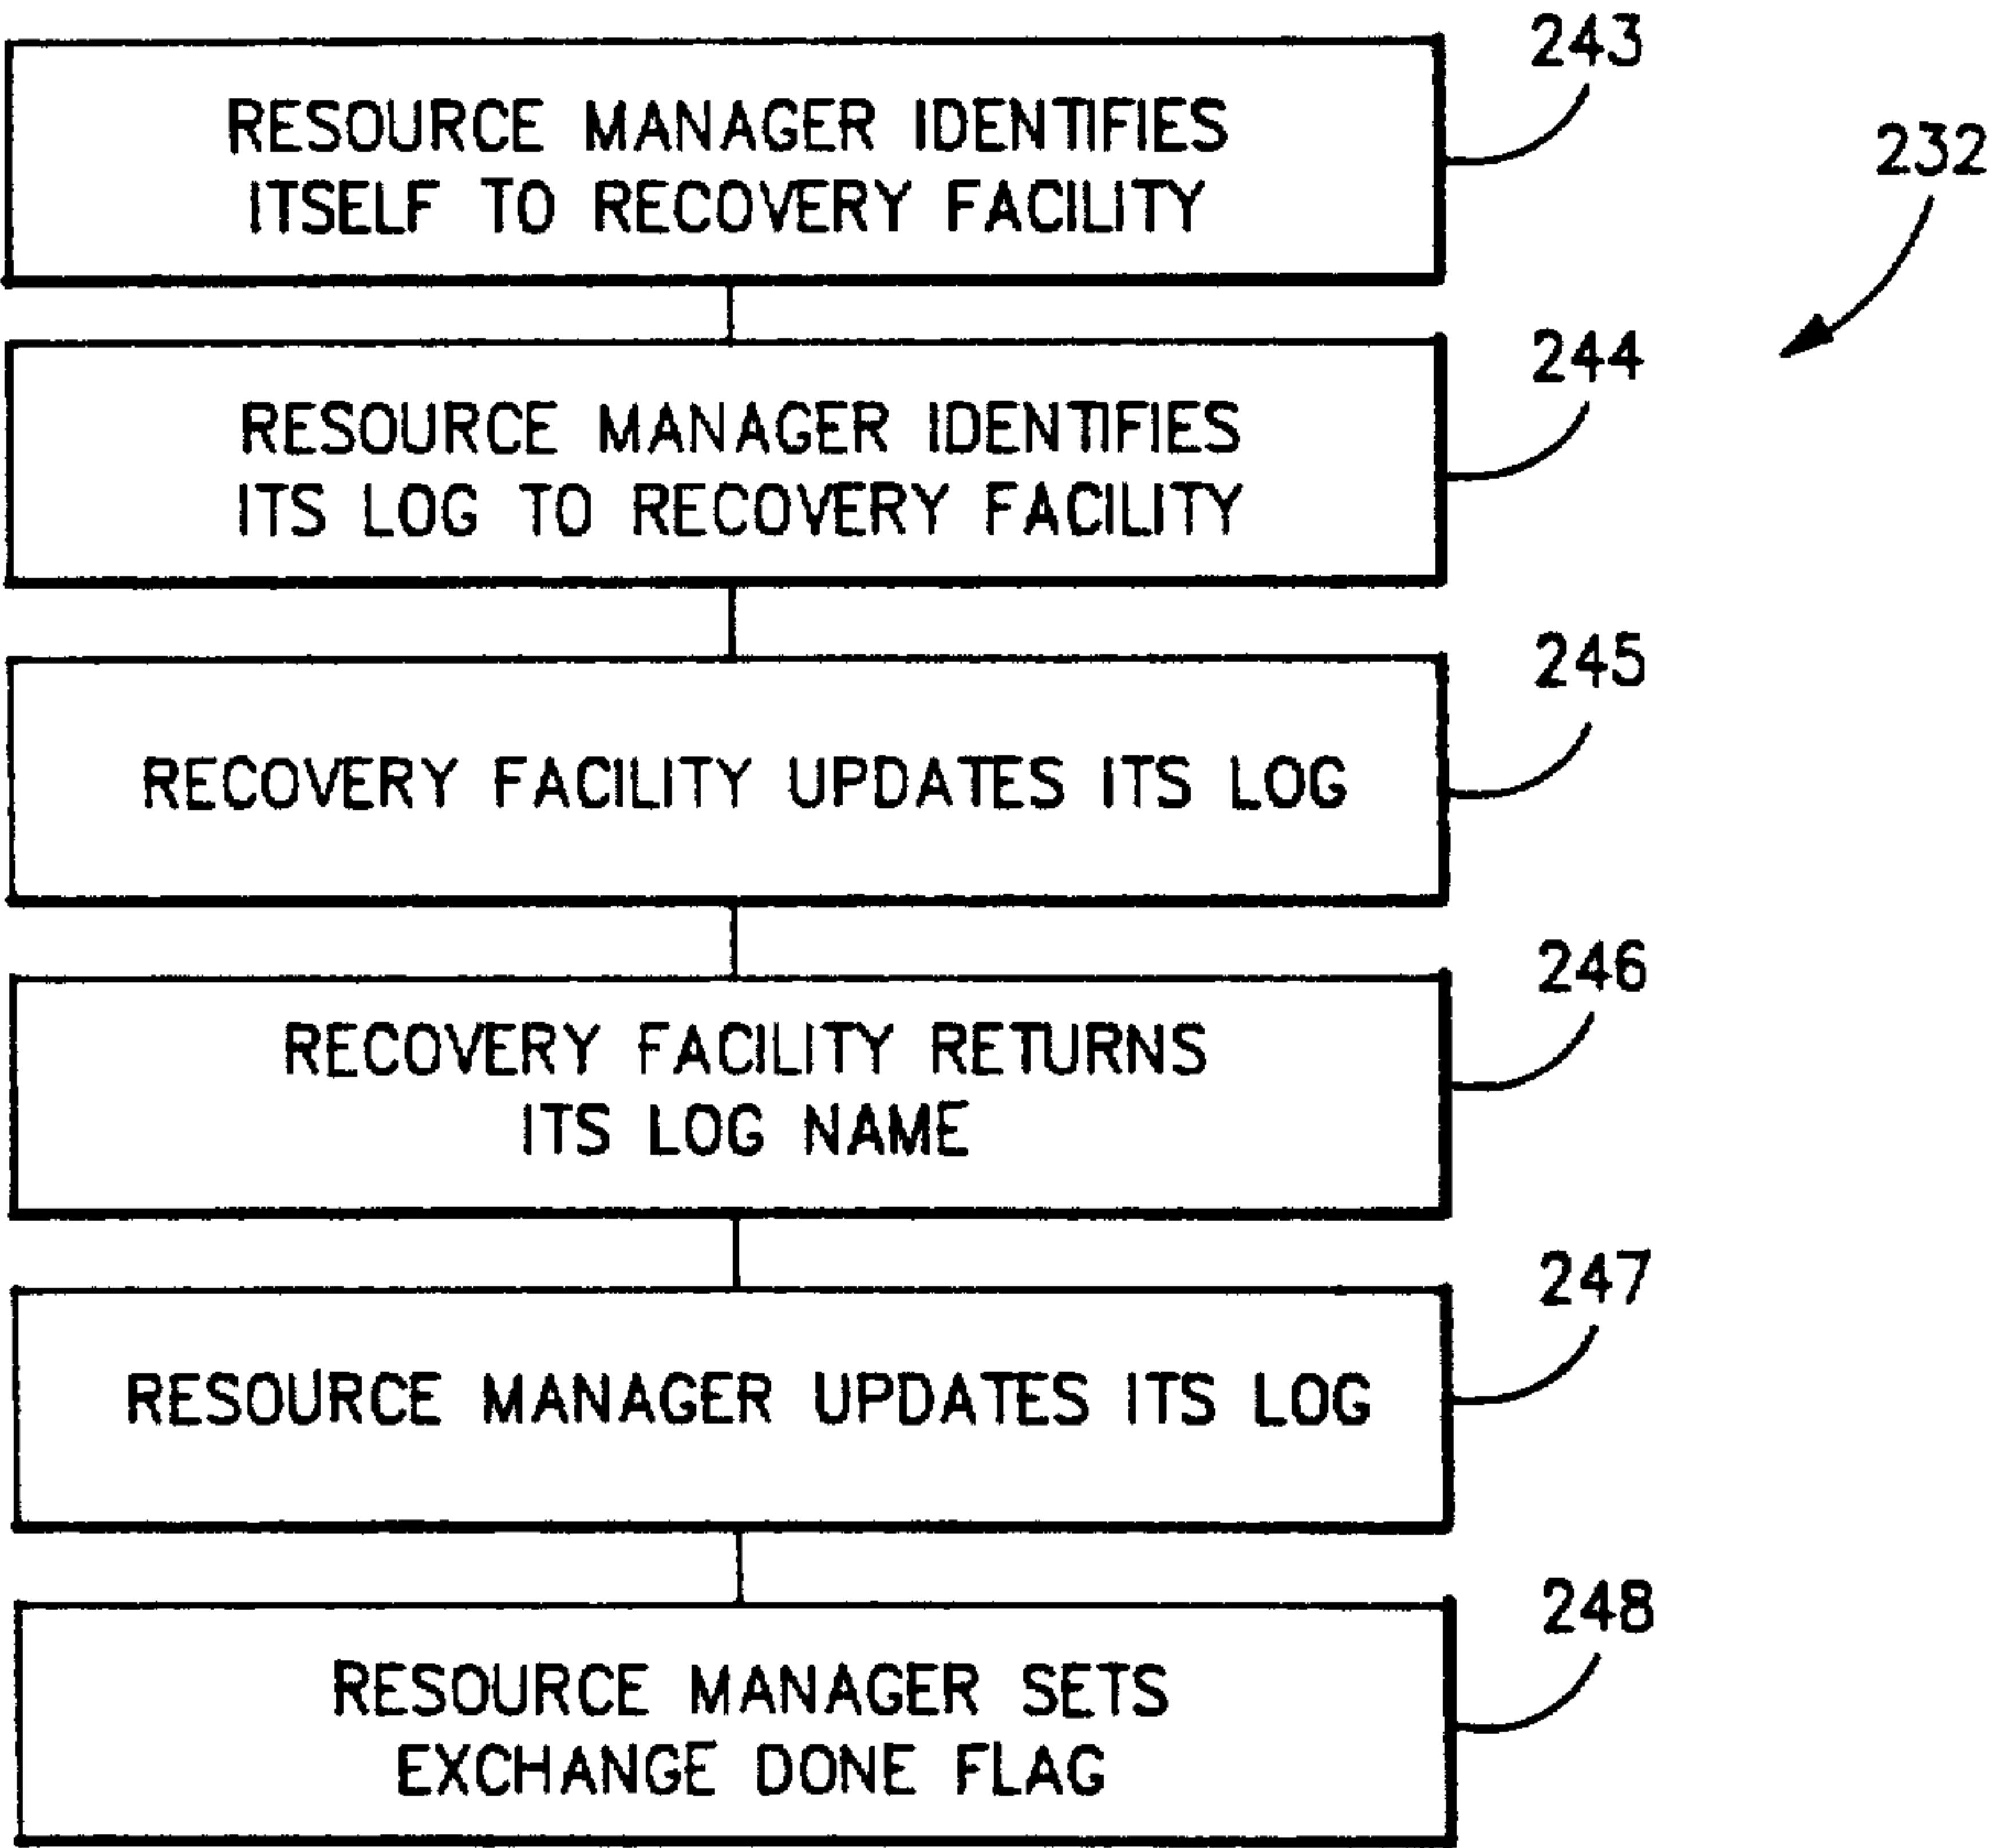 243
RESOURCE MANAGER IDENTIFIES
ITSELF TO RECOVERY FACILITY
232
244
RESOURCE MANAGER IDENTIFIES
ITS LOG TO RECOVERY FACILITY
245
RECOVERY FACILITY UPDATES ITS LOG
246
RECOVERY FACILITY RETURNS
ITS LOG NAME
247
RESOURCE MANAGER UPDATES ITS LOG
248
RESOURCE MANAGER SETS
EXCHANGE DONE FLAG